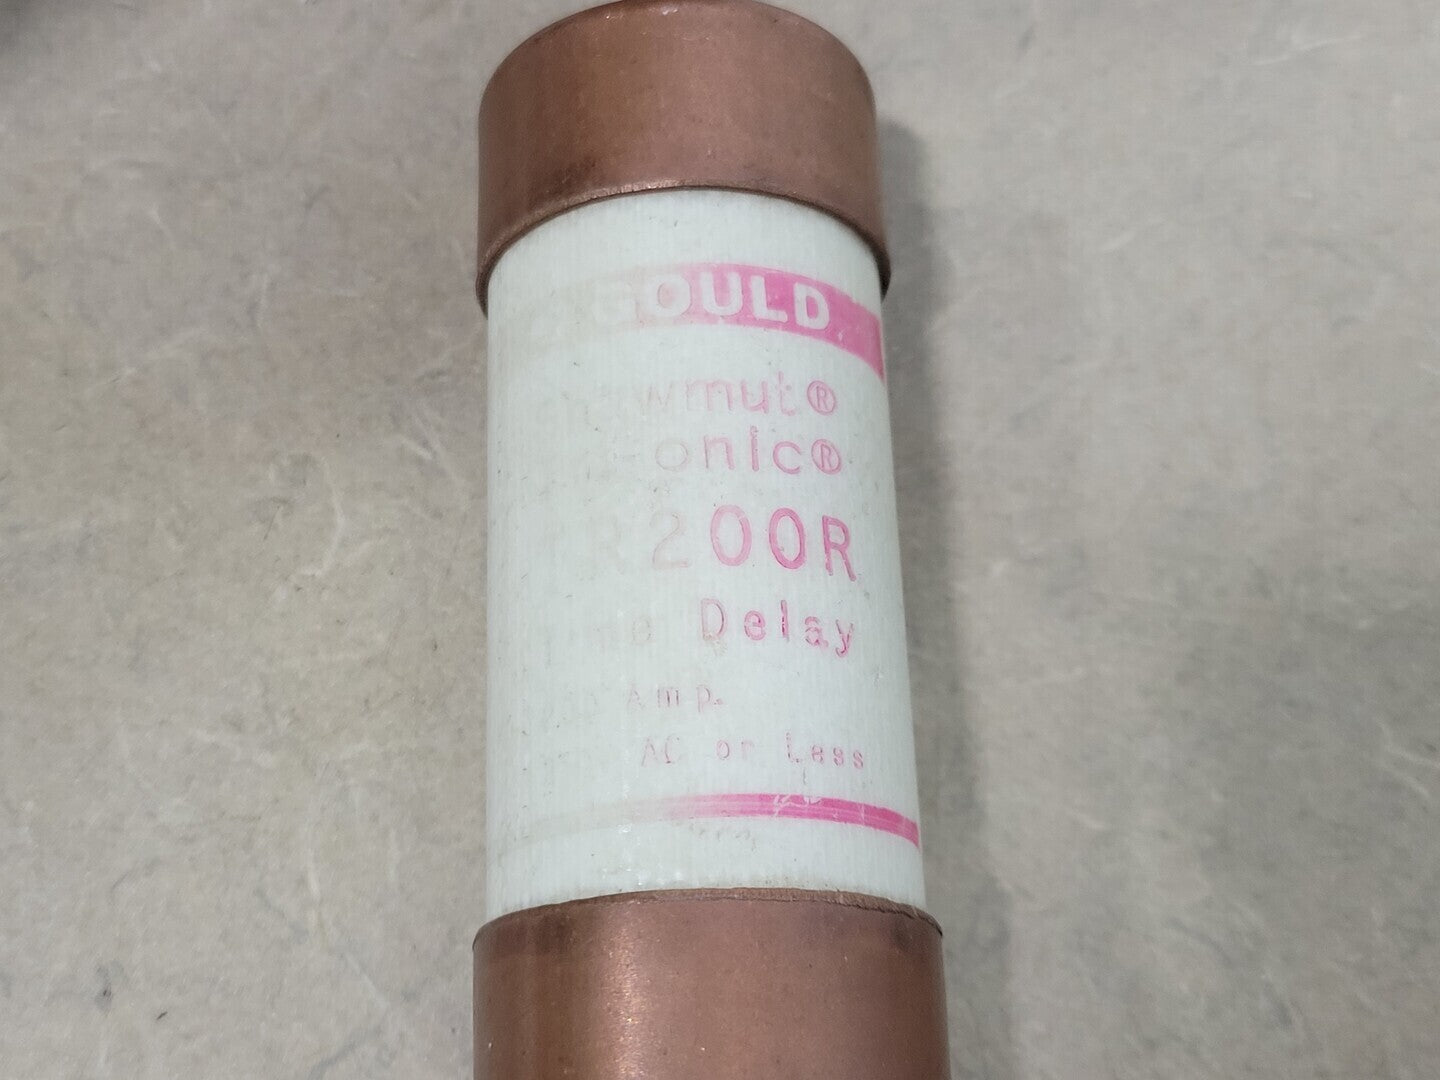 GOULD
wmut®
onic®
R200R
Delay
Amp.
AC or Less